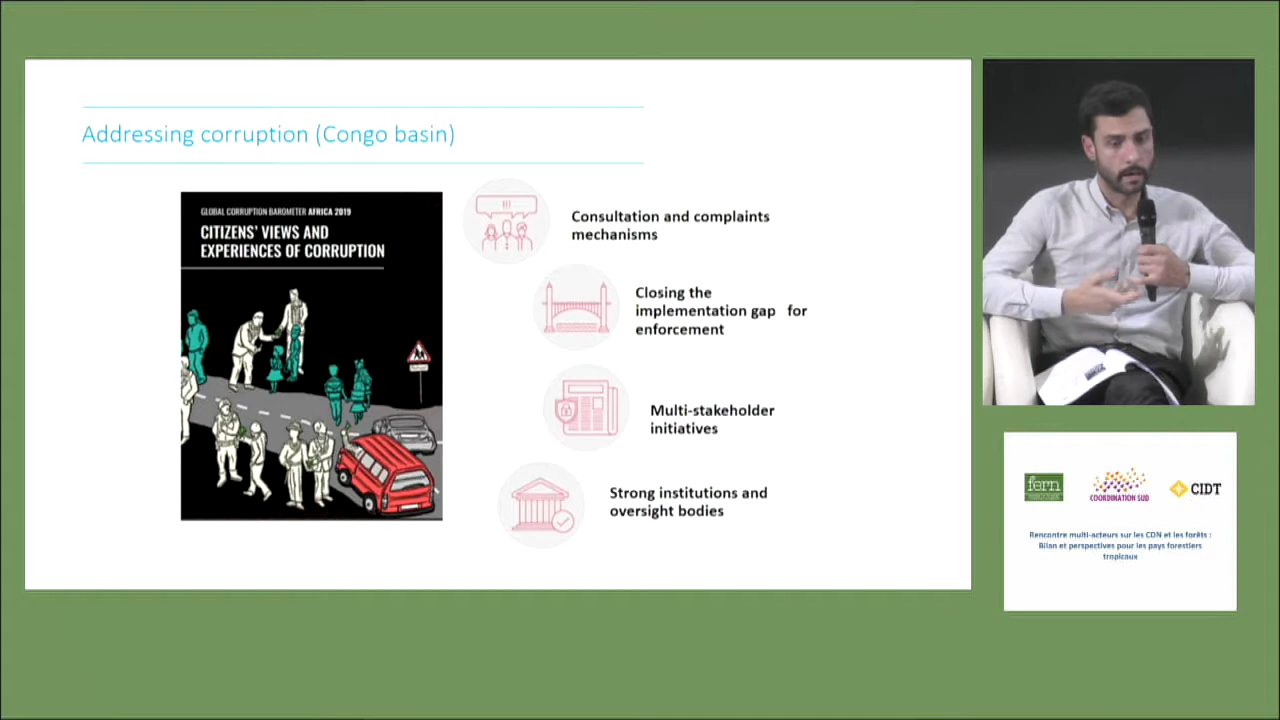 Addressing corruption (Congo basin)
GLOBAL CORRUPTION BAROMETER AFRICA 2019
CITIZENS' VIEWS AND
EXPERIENCES OF CORRUPTION
Consultation and complaints
mechanisms
Closing the
implementation gap for
enforcement
Multi-stakeholder
initiatives
Strong institutions and
oversight bodies
fern
COORDINATION SUD
CIDT
Rencontre multi-acteurs sur les CDN et les forêts :
Bilan et perspectives pour les pays forestiers
tropicaux